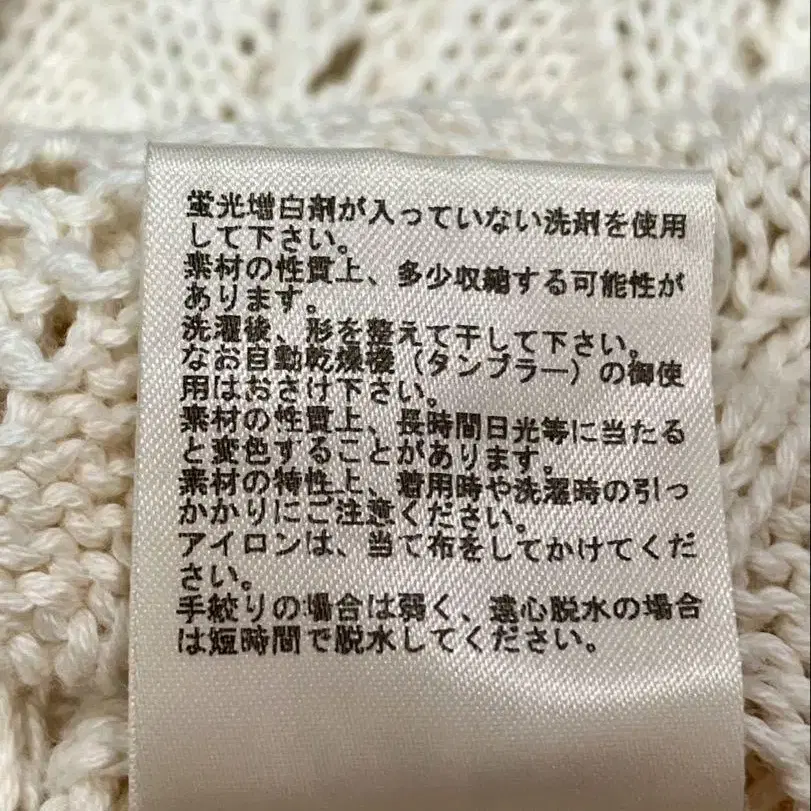 蛍光増白剤が入っていない洗剤を使用
して下さい。
素材の性質上、多少収縮する可能性が
あります。
洗濯後、形を整えて干して下さい。
なお自動乾燥機（タンブラー）の御使
用はおさけ下さい。
素材の性質上、長時間日光等に当たる
と変色することがあります。
素材の特性上、着用時や洗濯時の引っ
かかりにご注意ください。
アイロンは、当て布をしてかけてくだ
さい。
手絞りの場合は弱く、遠心脱水の場合
は短時間で脱水してください。